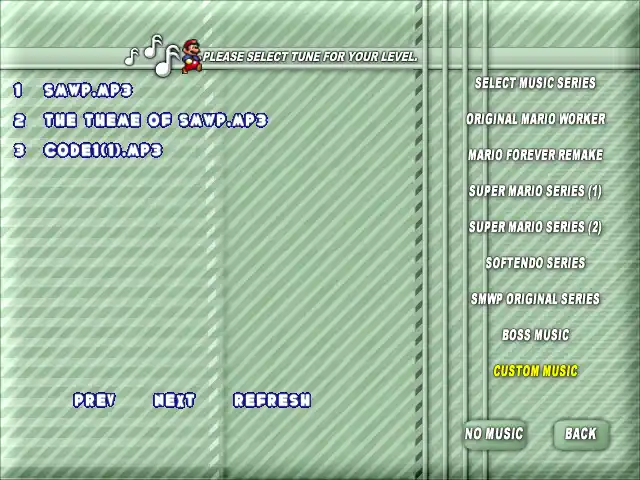 PLEASE SELECT TUNE FOR YOUR LEVEL.
1 SMWP.MP3
2 THE THEME OF SMWP.MP3
3 CODE1(1).MP3
PREV NEXT REFRESH
SELECT MUSIC SERIES
ORIGINAL MARIO WORKER
MARIO FOREVER REMAKE
SUPER MARIO SERIES (1)
SUPER MARIO SERIES (2)
SOFTENDO SERIES
SMWP ORIGINAL SERIES
BOSS MUSIC
CUSTOM MUSIC
NO MUSIC BACK